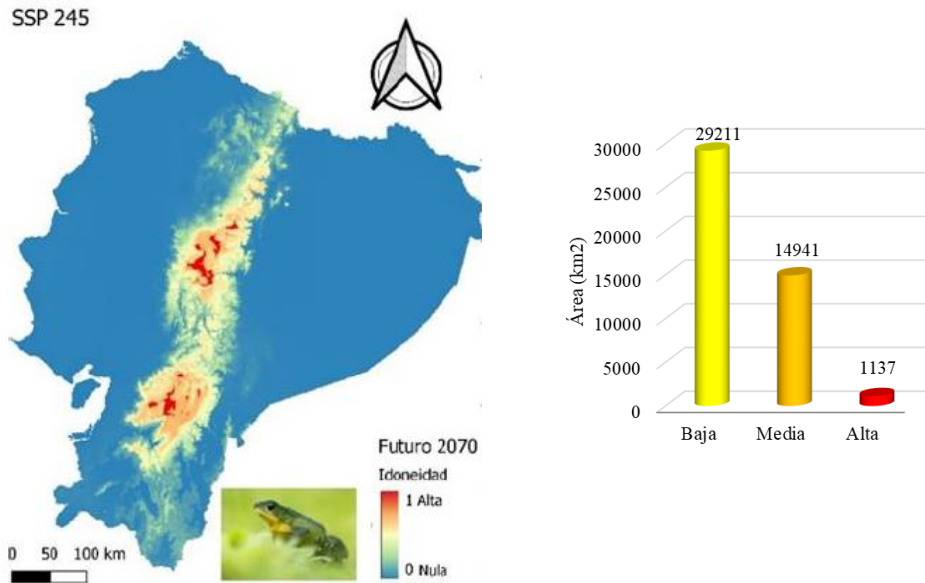 SSP 245
Futuro 2070
Idoneidad
1 Alta
0 Nula
0 50 100 km
Área (km2)
30000
25000
20000
15000
10000
5000
0
29211
14941
1137
Baja Media Alta